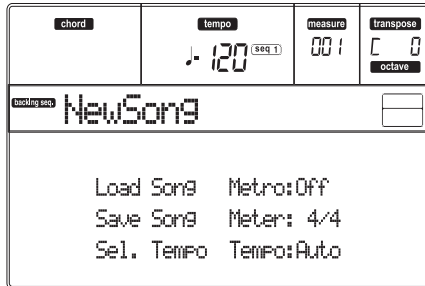 chord
tempo
measure
transpose
♩- 120 seq 1
001
C 0
octave
backing seq.
NewSong
Load Song Metro:Off
Save Song Meter: 4/4
Sel. Tempo Tempo:Auto